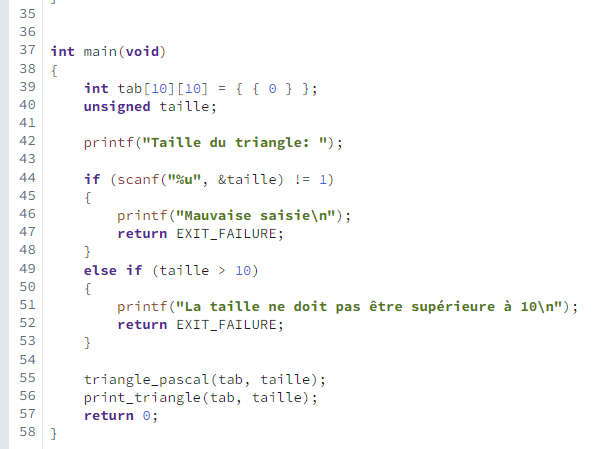 }
35
36
37 int main(void)
38 {
39     int tab[10][10] = { { 0 } };
40     unsigned taille;
41
42     printf("Taille du triangle: ");
43
44     if (scanf("%u", &taille) != 1)
45     {
46         printf("Mauvaise saisie\n");
47         return EXIT_FAILURE;
48     }
49     else if (taille > 10)
50     {
51         printf("La taille ne doit pas être supérieure à 10\n");
52         return EXIT_FAILURE;
53     }
54
55     triangle_pascal(tab, taille);
56     print_triangle(tab, taille);
57     return 0;
58 }